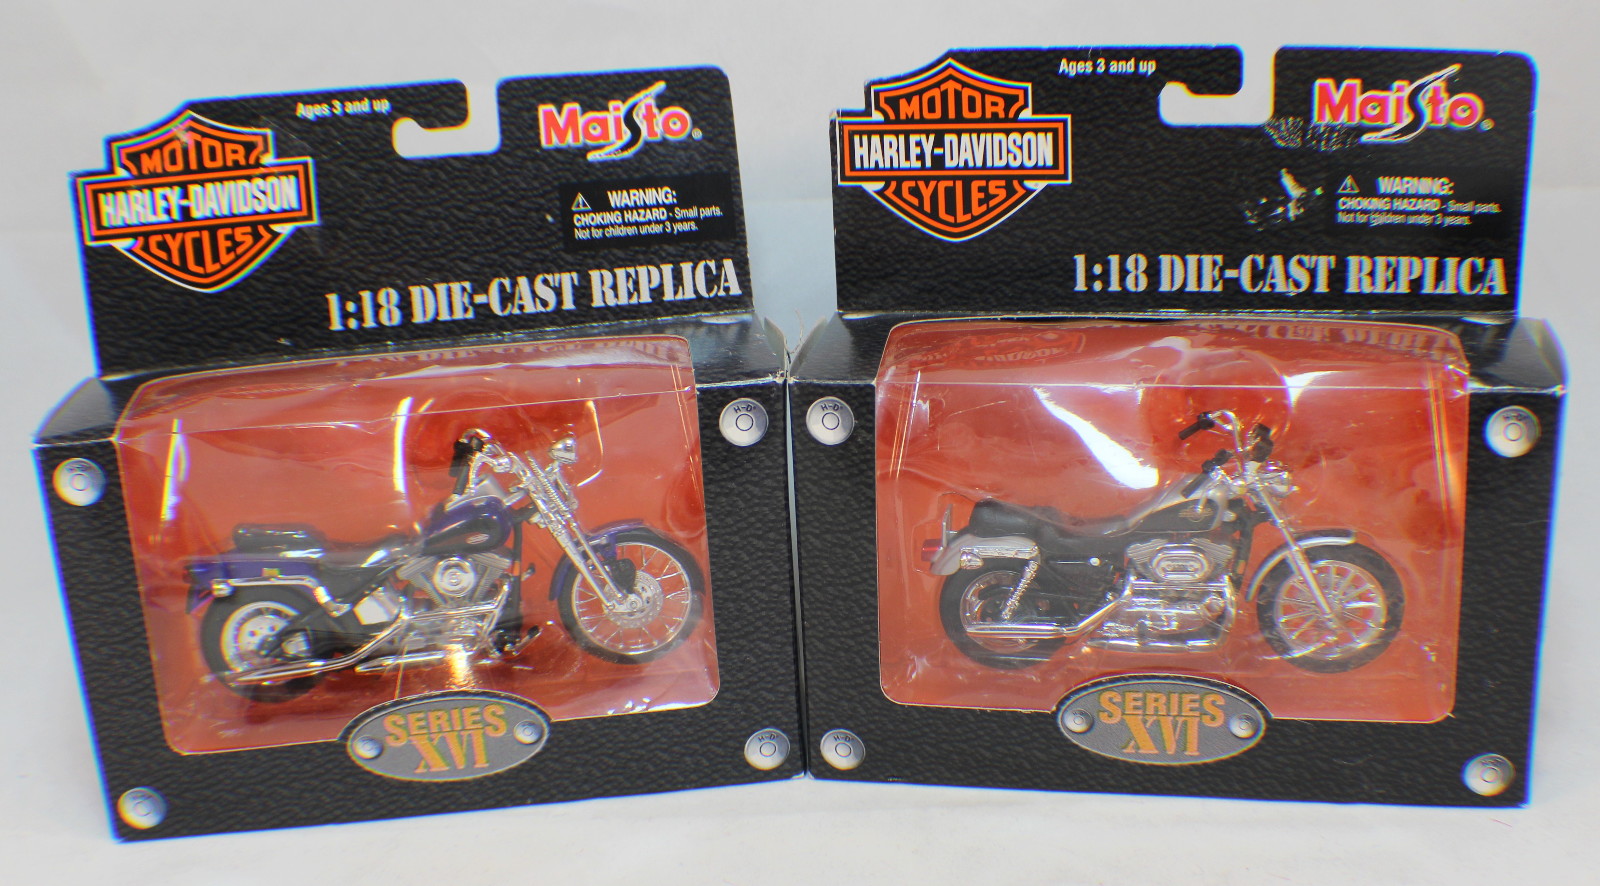 Ages 3 and up
Maisto®
MOTOR
HARLEY-DAVIDSON
CYCLES
WARNING:
CHOKING HAZARD - Small parts.
Not for children under 3 years.
1:18 DIE-CAST REPLICA
H-D
H-D
SERIES
XVI
Ages 3 and up
Maisto®
MOTOR
HARLEY-DAVIDSON
CYCLES
WARNING:
CHOKING HAZARD - Small parts.
Not for children under 3 years.
1:18 DIE-CAST REPLICA
H-D
H-D
SERIES
XVI